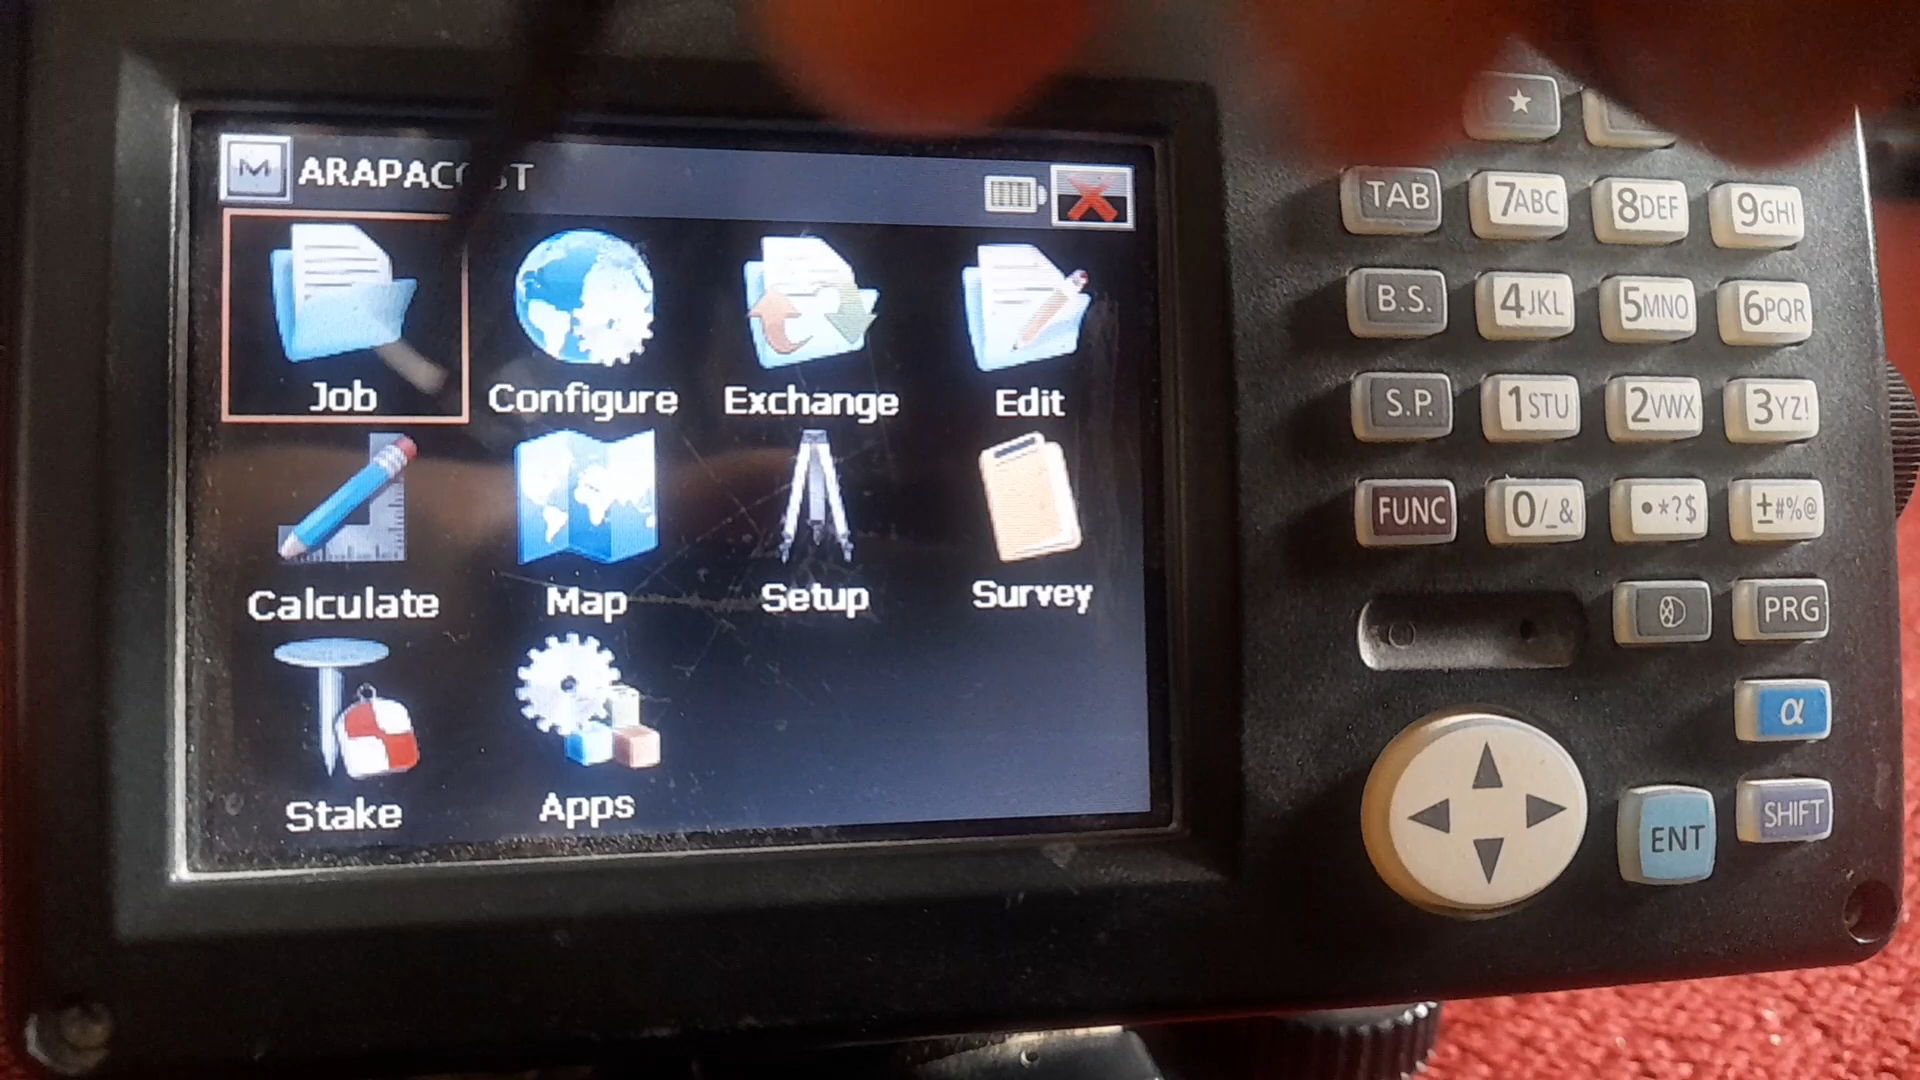 M
★
TAB 7ABC 8DEF 9GHI
Job Configure Exchange Edit
B.S. 4JKL 5MNO 6PQR
S.P. 1STU 2VWX 3YZ!
Calculate Map Setup Survey
FUNC 0/_& •*?$ ±#%@
PRG
α
Stake Apps
ENT SHIFT